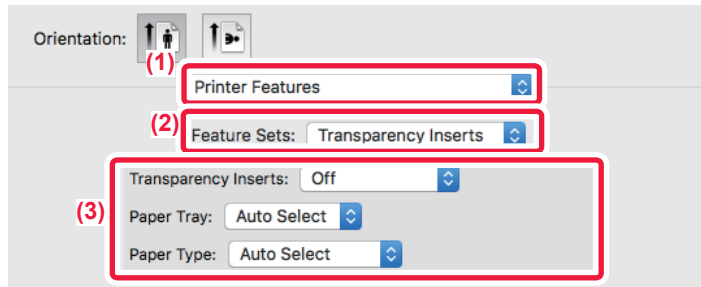 Orientation:
(1)
Printer Features
(2)
Feature Sets: Transparency Inserts
(3)
Transparency Inserts: Off
Paper Tray: Auto Select
Paper Type: Auto Select